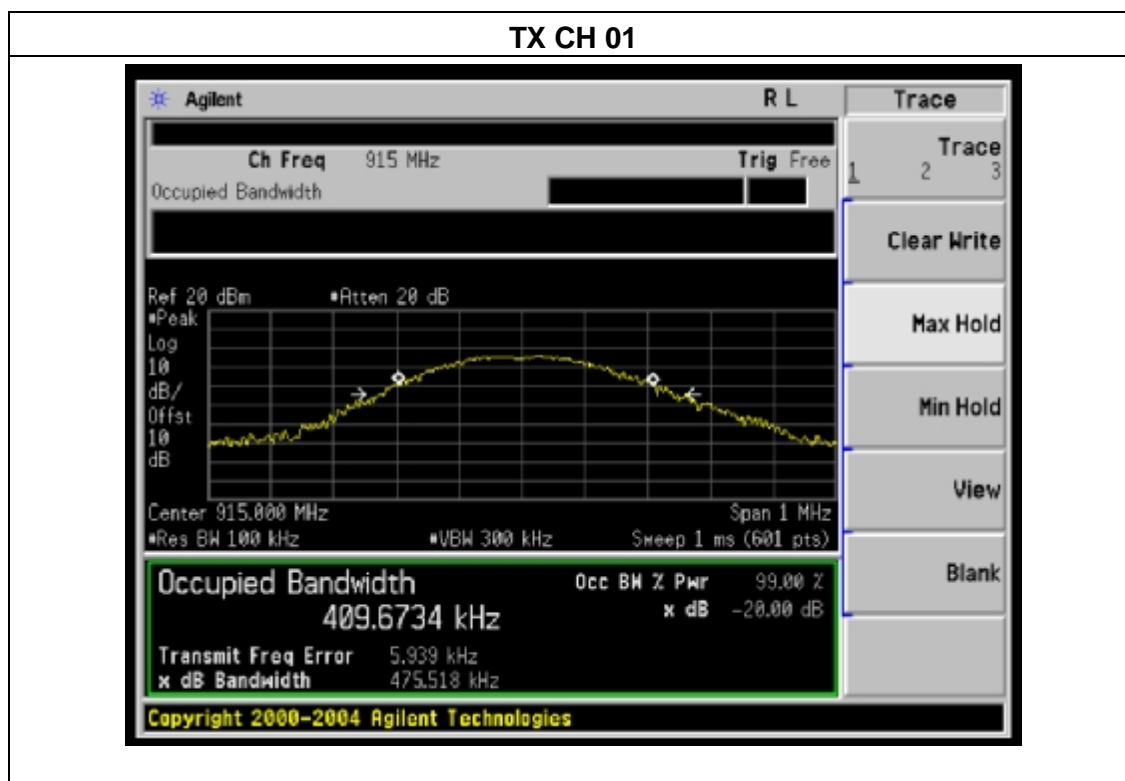 TX CH 01
Agilent R L Trace
Ch Freq 915 MHz Trig Free
Occupied Bandwidth
Trace
1 2 3
Clear Write
Max Hold
Min Hold
View
Blank
Ref 20 dBm #Atten 20 dB
#Peak
Log
10
dB/
Offst
10
dB
Center 915.000 MHz Span 1 MHz
#Res BW 100 kHz #VBW 300 kHz Sweep 1 ms (601 pts)
Occupied Bandwidth Occ BW % Pwr 99.00 %
409.6734 kHz x dB -20.00 dB
Transmit Freq Error 5.939 kHz
x dB Bandwidth 475.518 kHz
Copyright 2000-2004 Agilent Technologies